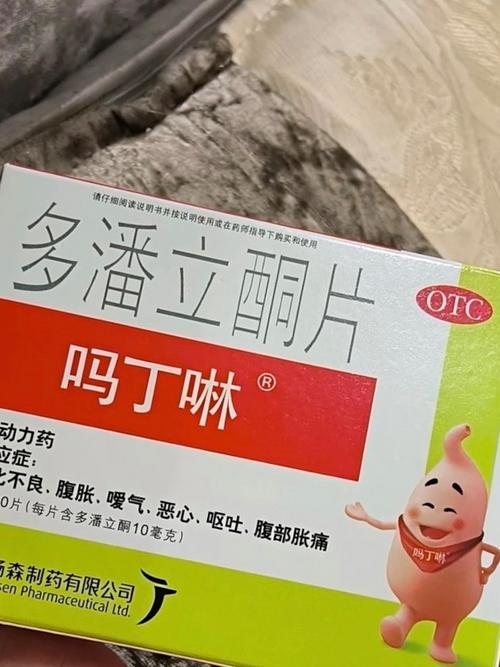 请仔细阅读说明书并按说明使用或在药师指导下购买和使用
多潘立酮片
OTC
吗丁啉®
动力药
应症：
不良、腹胀、嗳气、恶心、呕吐、腹部胀痛
0片（每片含多潘立酮10毫克）
吗丁啉
杨森制药有限公司
sen Pharmaceutical Ltd.